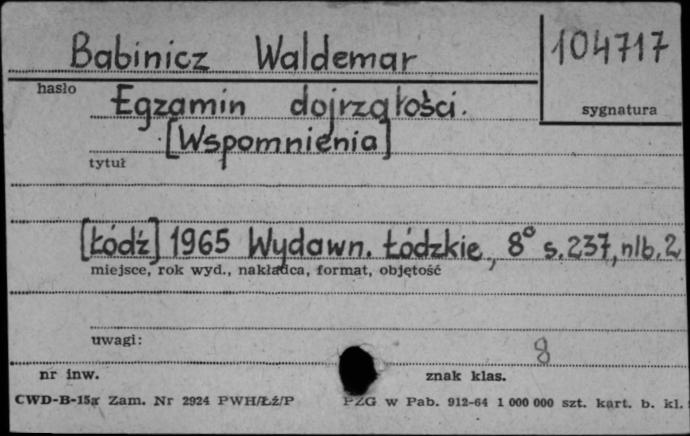 Babinicz Waldemar
104717
hasło
sygnatura
Egzamin dojrzałości.
[Wspomnienia]
tytuł
[Łódź] 1965 Wydawn. Łódzkie, 8° s. 237, nlb. 2
miejsce, rok wyd., nakładca, format, objętość
uwagi:
8
nr inw.
znak klas.
CWD-B-15g Zam. Nr 2924 PWH/Łź/P
PZG w Pab. 912-64 1 000 000 szt. kart. b. kl.